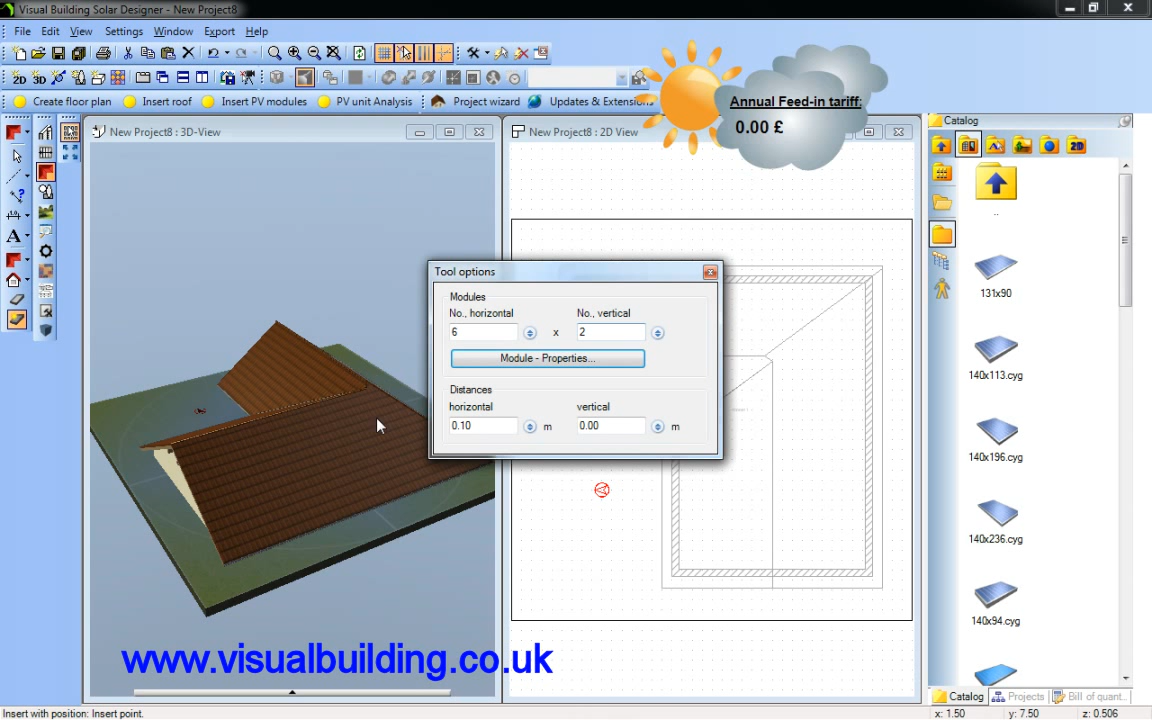 Visual Building Solar Designer - New Project8
File Edit View Settings Window Export Help
2D 3D
Create floor plan Insert roof Insert PV modules PV unit Analysis Project wizard Updates & Extensions
Annual Feed-in tariff:
0.00 £
New Project8 : 3D-View
New Project8 : 2D View
Catalog
2D
A
..
131x90
140x113.cyg
140x196.cyg
140x236.cyg
140x94.cyg
Tool options
Modules
No., horizontal No., vertical
6 x 2
Module - Properties...
Distances
horizontal vertical
0.10 m 0.00 m
www.visualbuilding.co.uk
Catalog Projects Bill of quant..
Insert with position: Insert point.
x: 1.50 y: 7.50 z: 0.506